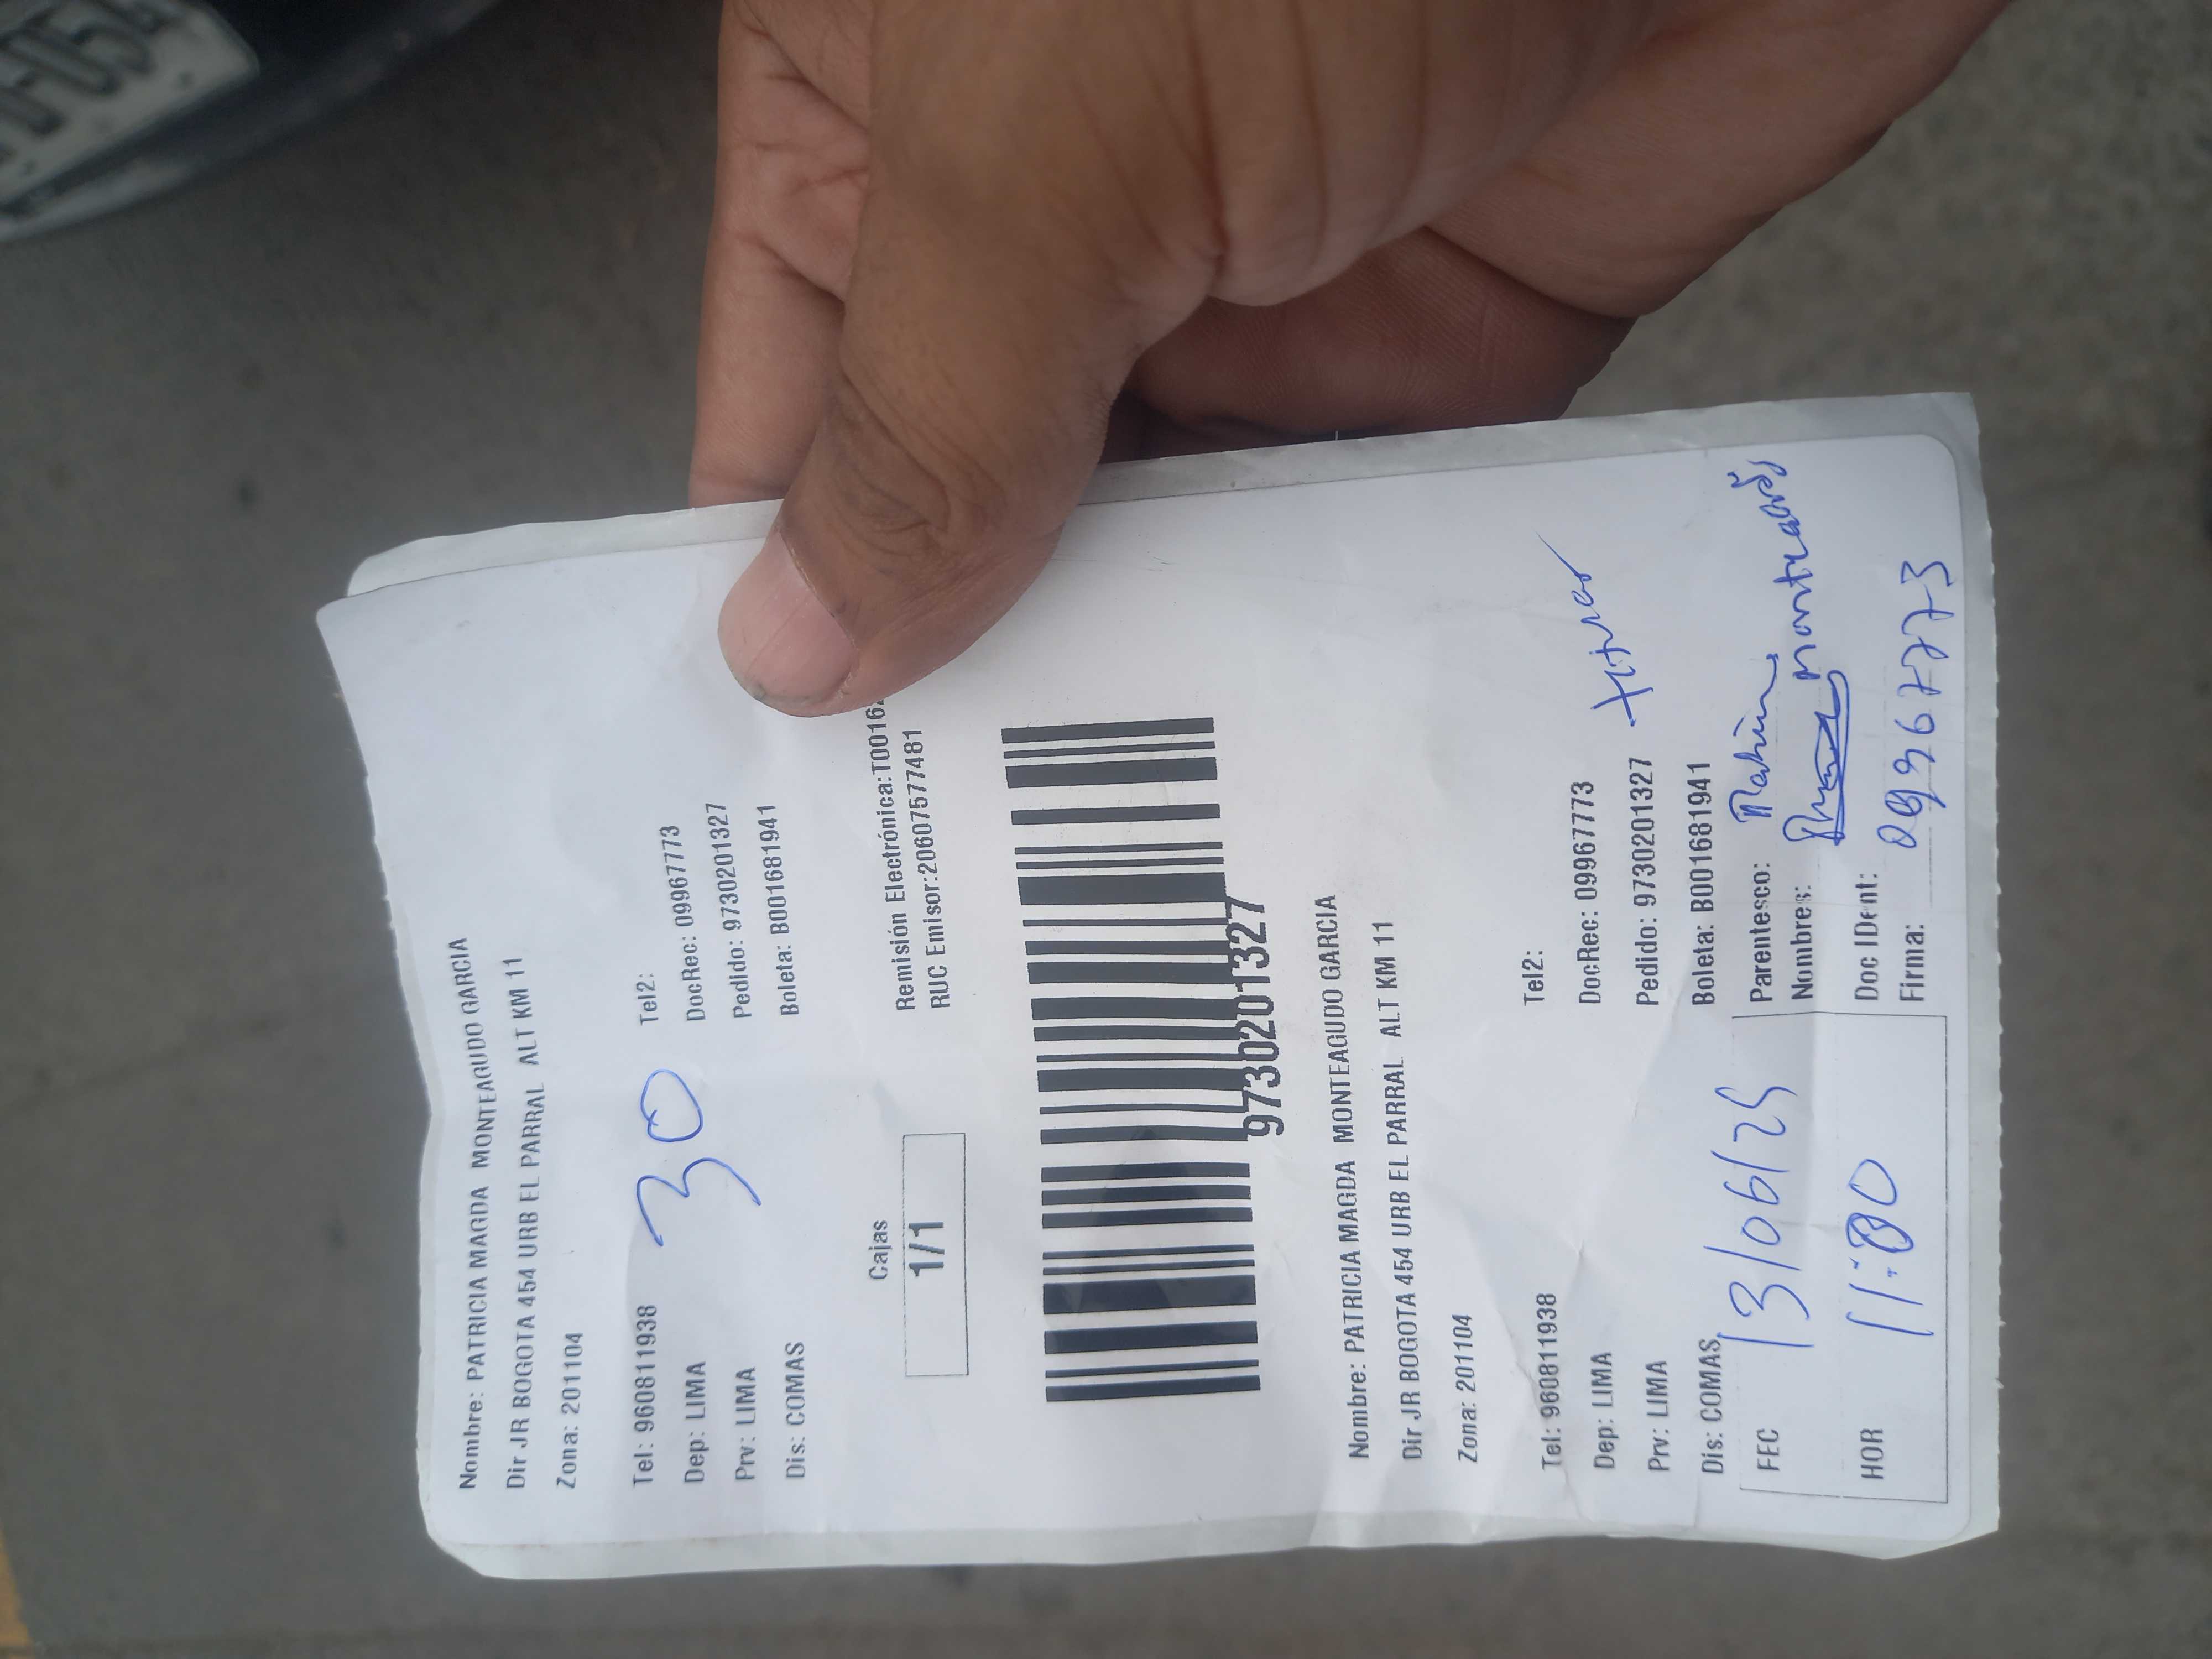 Nombre: PATRICIA MAGDA MONTEAGUDO GARCIA
Dir JR BOGOTA 454 URB EL PARRAL ALT KM 11
Zona: 201104
Tel: 960811938 Tel2:
30
Dep: LIMA DocRec: 09967773
Prv: LIMA Pedido: 9730201327
Dis: COMAS Boleta: B001681941
Cajas
1/1
Remisión Electrónica:T0016
RUC Emisor:20607577481
9730201327
Nombre: PATRICIA MAGDA MONTEAGUDO GARCIA
Dir JR BOGOTA 454 URB EL PARRAL ALT KM 11
Zona: 201104
Tel: 960811938 Tel2:
Dep: LIMA DocRec: 09967773
Prv: LIMA Pedido: 9730201327
Dis: COMAS Boleta: B001681941
FEC 13/06/25 Parentesco:
Nombres:
HOR 11:00 Doc IDent: 09967773
Firma: